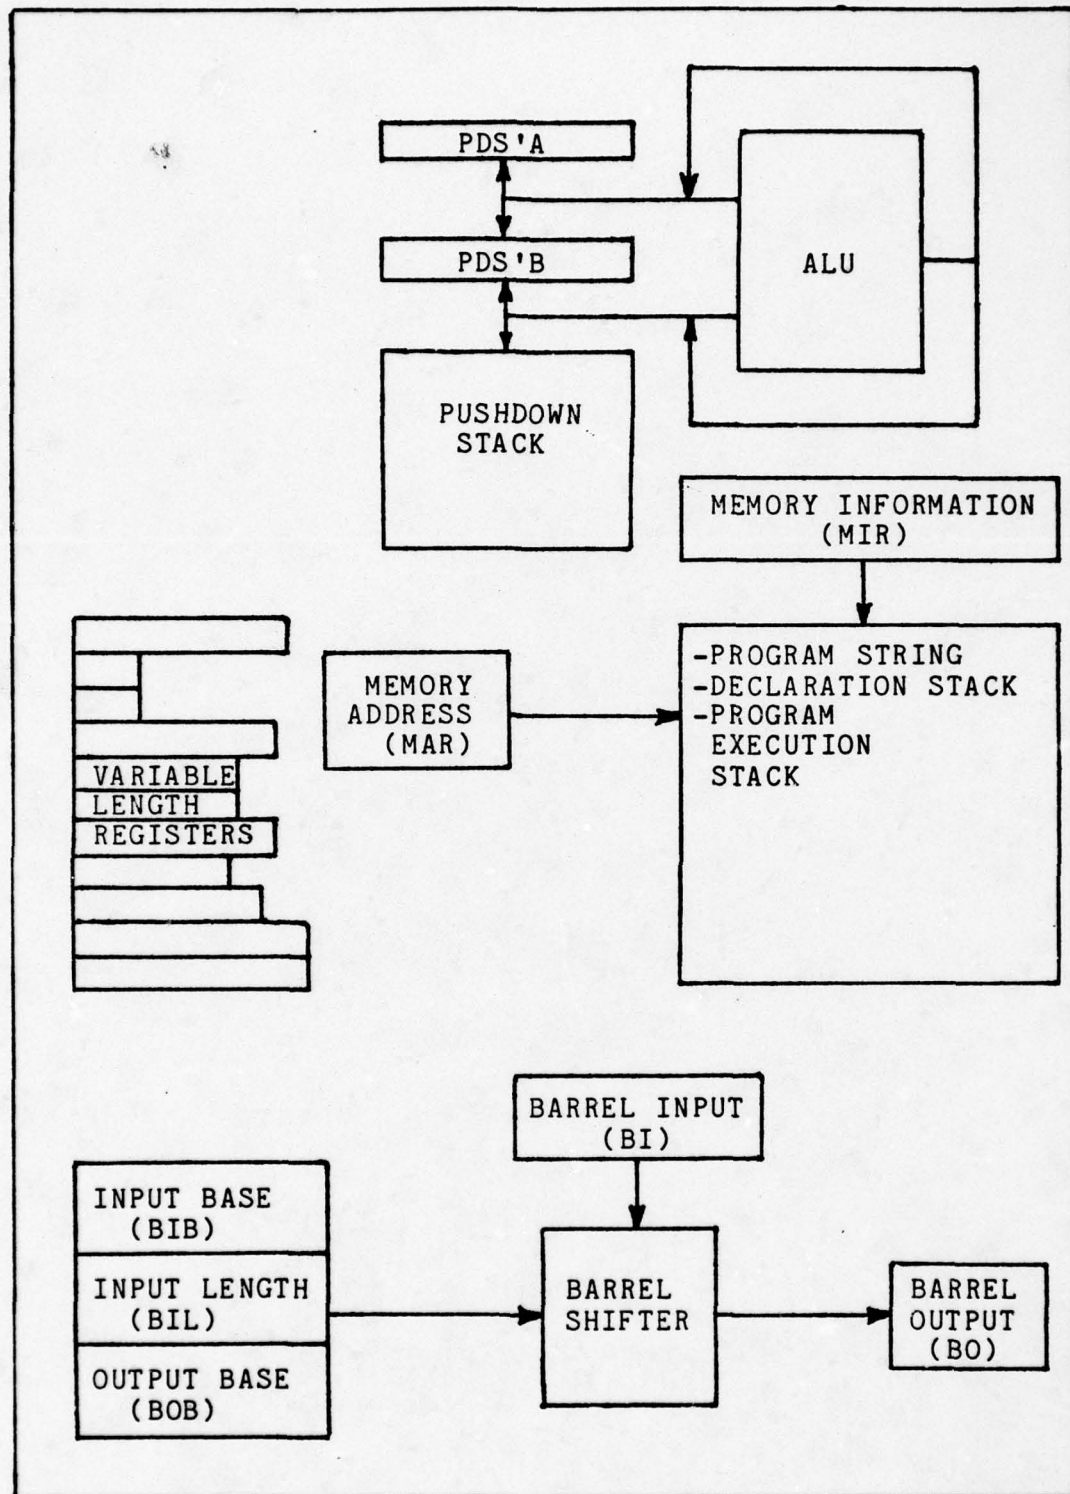 PDS'A
PDS'B
ALU
PUSHDOWN
STACK
MEMORY INFORMATION
(MIR)
-PROGRAM STRING
-DECLARATION STACK
-PROGRAM
EXECUTION
STACK
MEMORY
ADDRESS
(MAR)
VARIABLE
LENGTH
REGISTERS
BARREL INPUT
(BI)
INPUT BASE
(BIB)
INPUT LENGTH
(BIL)
OUTPUT BASE
(BOB)
BARREL
SHIFTER
BARREL
OUTPUT
(BO)